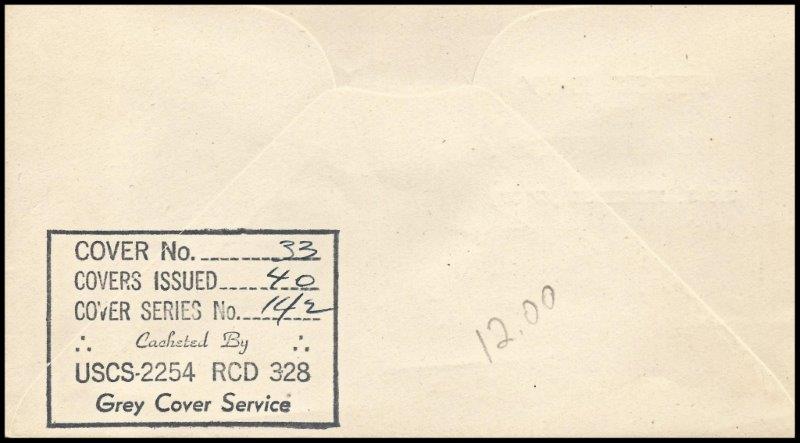 COVER No. 33
COVERS ISSUED 40
COVER SERIES No. 142
∴ Cacheted By ∴
USCS-2254 RCD 328
Grey Cover Service
12.00